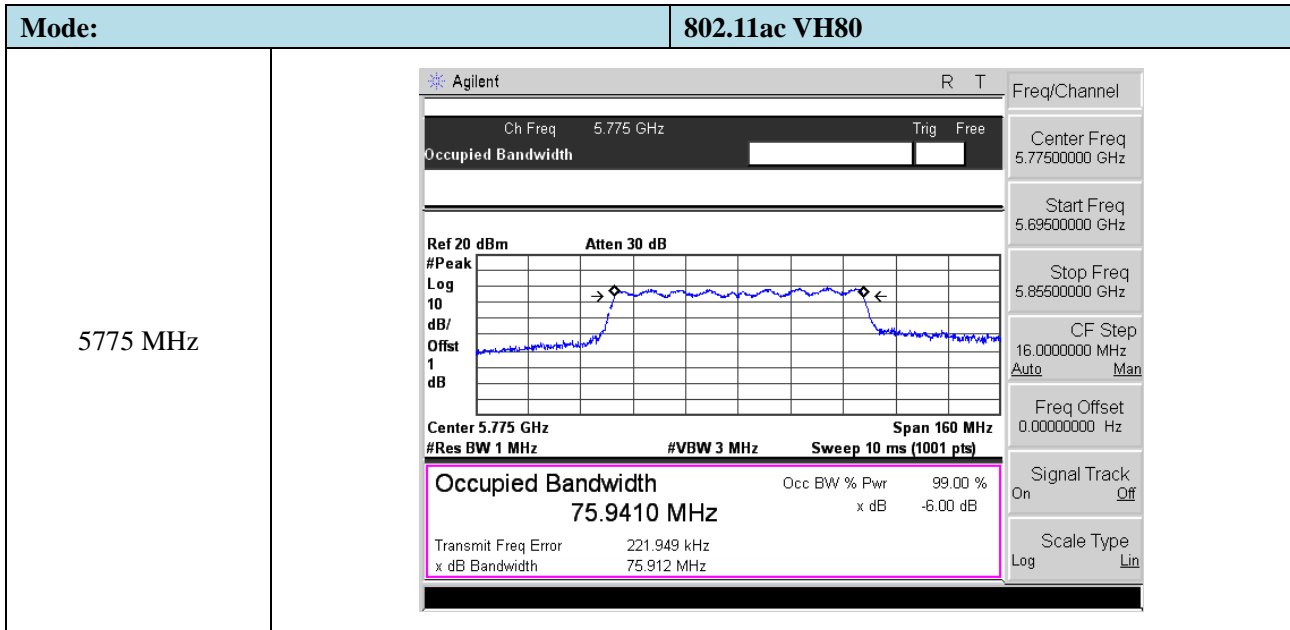 Mode: 802.11ac VH80
5775 MHz
Agilent R T
Ch Freq 5.775 GHz Trig Free
Occupied Bandwidth
Ref 20 dBm Atten 30 dB
#Peak
Log
10
dB/
Offst
1
dB
Center 5.775 GHz Span 160 MHz
#Res BW 1 MHz #VBW 3 MHz Sweep 10 ms (1001 pts)
Occupied Bandwidth Occ BW % Pwr 99.00 %
75.9410 MHz x dB -6.00 dB
Transmit Freq Error 221.949 kHz
x dB Bandwidth 75.912 MHz
Freq/Channel
Center Freq
5.77500000 GHz
Start Freq
5.69500000 GHz
Stop Freq
5.85500000 GHz
CF Step
16.0000000 MHz
Auto Man
Freq Offset
0.00000000 Hz
Signal Track
On Off
Scale Type
Log Lin